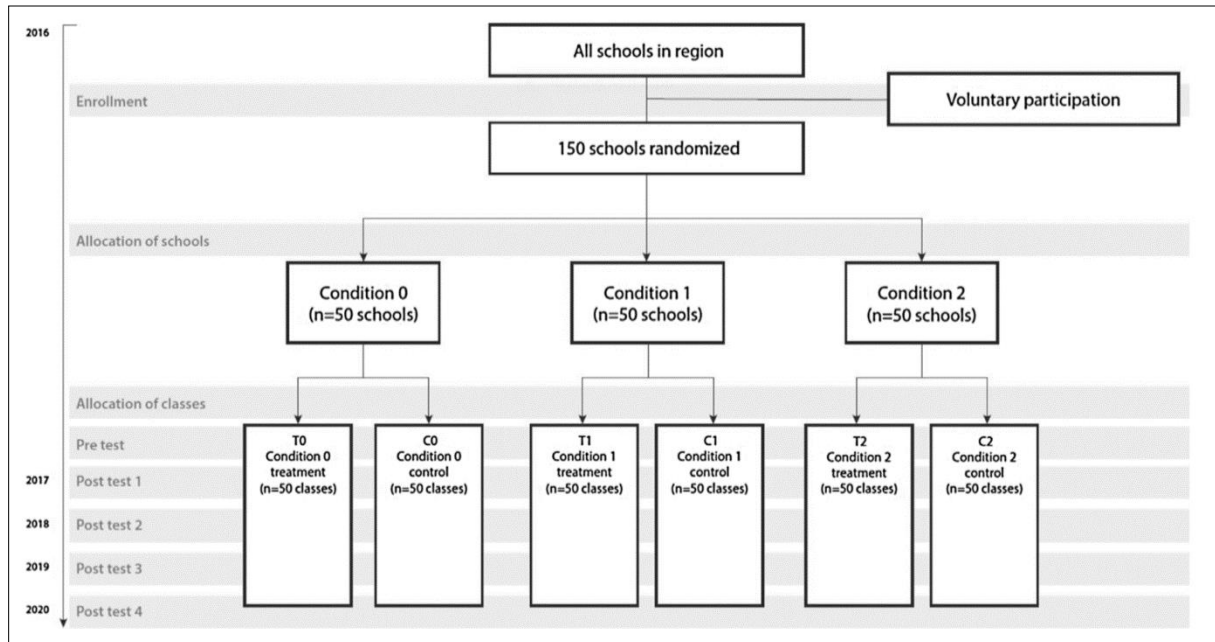 2016
All schools in region
Enrollment
Voluntary participation
150 schools randomized
Allocation of schools
Condition 0
(n=50 schools)
Condition 1
(n=50 schools)
Condition 2
(n=50 schools)
Allocation of classes
Pre test
T0
Condition 0
treatment
(n=50 classes)
C0
Condition 0
control
(n=50 classes)
T1
Condition 1
treatment
(n=50 classes)
C1
Condition 1
control
(n=50 classes)
T2
Condition 2
treatment
(n=50 classes)
C2
Condition 2
control
(n=50 classes)
2017
Post test 1
2018
Post test 2
2019
Post test 3
2020
Post test 4